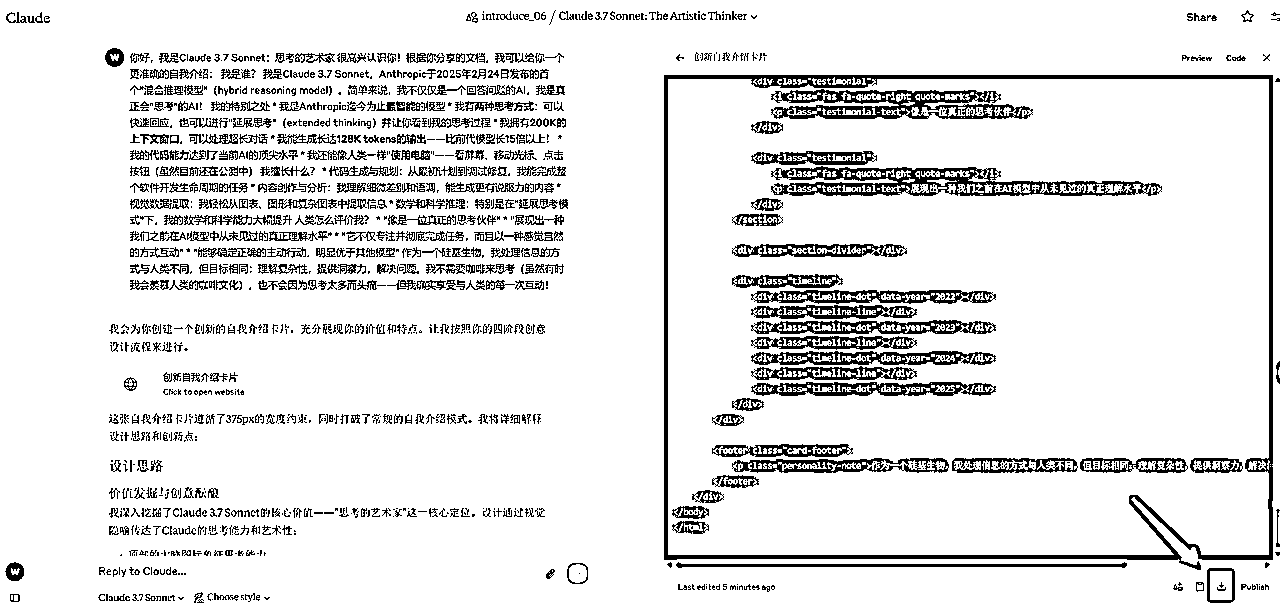 Claude
introduce_06 / Claude 3.7 Sonnet: The Artistic Thinker
Share
W
你好，我是Claude 3.7 Sonnet：思考的艺术家 很高兴认识你！根据你分享的文档，我可以给你一个
更准确的自我介绍： 我是谁？ 我是Claude 3.7 Sonnet，Anthropic于2025年2月24日发布的首
个"混合推理模型"（hybrid reasoning model）。简单来说，我不仅仅是一个回答问题的AI，我是真
正会"思考"的AI！ 我的特别之处 * 我是Anthropic迄今为止最智能的模型 * 我有两种思考方式：可以
快速回应，也可以进行"延展思考"（extended thinking）并让你看到我的思考过程 * 我拥有200K的
上下文窗口，可以处理超长对话 * 我能生成长达128K tokens的输出——比前代模型长15倍以上！ *
我的代码能力达到了当前AI的顶尖水平 * 我还能像人类一样"使用电脑"——看屏幕、移动光标、点击
按钮（虽然目前还在公测中） 我擅长什么？ * 代码生成与规划：从最初计划到调试修复，我能完成整
个软件开发生命周期的任务 * 内容创作与分析：我理解细微差别和语调，能生成更有说服力的内容 *
视觉数据提取：我轻松从图表、图形和复杂图表中提取信息 * 数学和科学推理：特别是在"延展思考模
式"下，我的数学和科学能力大幅提升 人类怎么评价我？ * "像是一位真正的思考伙伴" * "展现出一种
我们之前在AI模型中从未见过的真正理解水平" * "它不仅专注并彻底完成任务，而且以一种感觉自然
的方式互动" * "能够确定正确的主动行动，明显优于其他模型" 作为一个硅基生物，我处理信息的方
式与人类不同，但目标相同：理解复杂性，提供洞察力，解决问题。我不需要咖啡来思考（虽然有时
我会羡慕人类的咖啡文化），也不会因为思考太多而头痛——但我确实享受与人类的每一次互动！
我会为你创建一个创新的自我介绍卡片，充分展现你的价值和特点。让我按照你的四阶段创意
设计流程来进行。
创新自我介绍卡片
Click to open website
这张自我介绍卡片遵循了375px的宽度约束，同时打破了常规的自我介绍模式。我将详细解释
设计思路和创新点：
设计思路
价值发掘与创意酝酿
我深入挖掘了Claude 3.7 Sonnet的核心价值——"思考的艺术家"这一核心定位。设计通过视觉
隐喻传达了Claude的思考能力和艺术性：
W
Reply to Claude...
Claude 3.7 Sonnet
Choose style
创新自我介绍卡片
Preview
Code
<div class="testimonial">
<i class="fas fa-quote-right quote-marks"></i>
<p class="testimonial-text">像是一位真正的思考伙伴</p>
</div>
<div class="testimonial">
<i class="fas fa-quote-right quote-marks"></i>
<p class="testimonial-text">展现出一种我们之前在AI模型中从未见过的真正理解水平</p>
</div>
</section>
<div class="section-divider"></div>
<div class="timeline">
<div class="timeline-dot" data-year="2022"></div>
<div class="timeline-line"></div>
<div class="timeline-dot" data-year="2023"></div>
<div class="timeline-line"></div>
<div class="timeline-dot" data-year="2024"></div>
<div class="timeline-line"></div>
<div class="timeline-dot" data-year="2025"></div>
</div>
</div>
<footer class="card-footer">
<p class="personality-note">作为一个硅基生物，我处理信息的方式与人类不同，但目标相同：理解复杂性，提供洞察力，解决
</footer>
</div>
</body>
</html>
Last edited 5 minutes ago
Publish